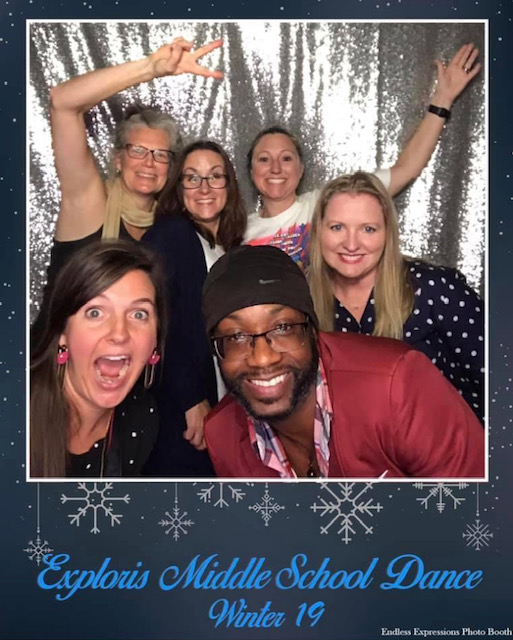 Exploris Middle School Dance
Winter 19
Endless Expressions Photo Booth